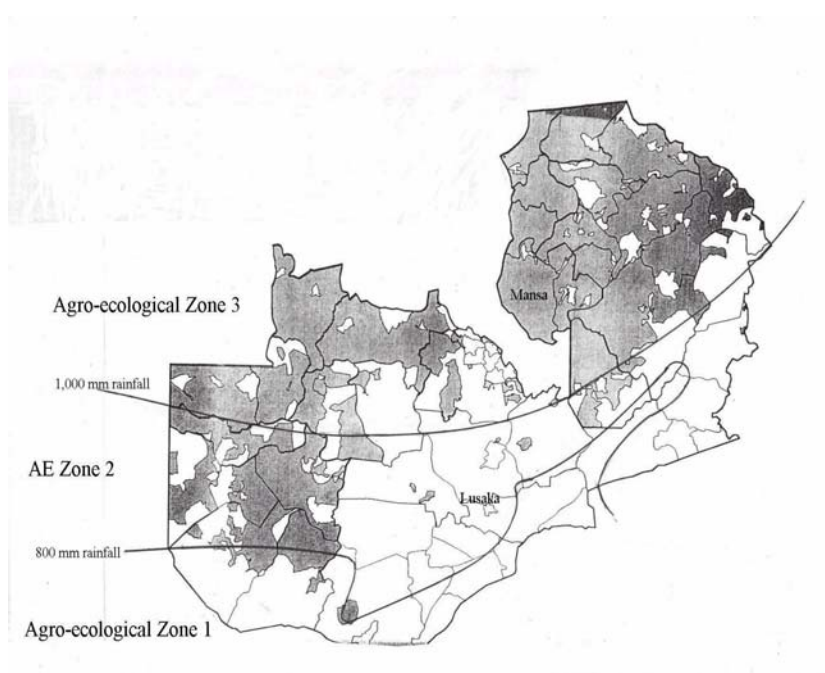 Mansa
Agro-ecological Zone 3
1,000 mm rainfall
AE Zone 2
Lusaka
800 mm rainfall
Agro-ecological Zone 1